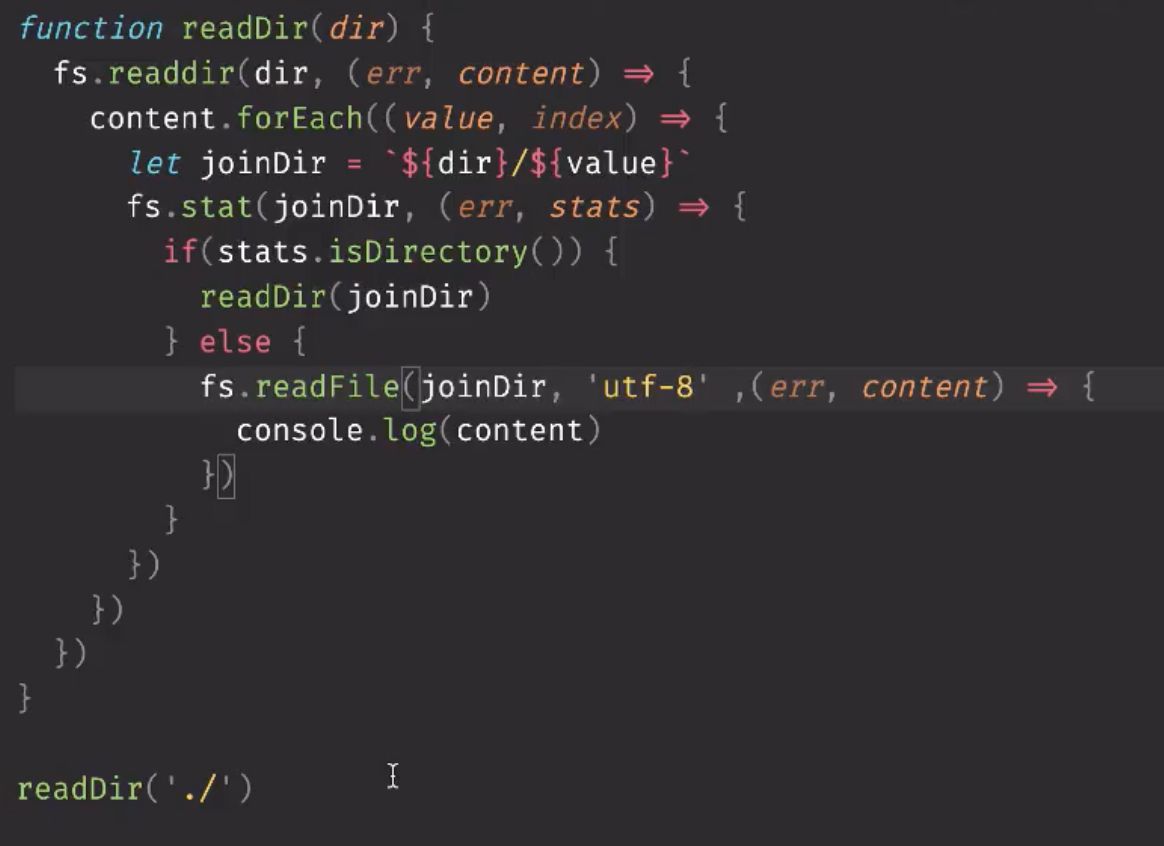 function readDir(dir) {
  fs.readdir(dir, (err, content) => {
    content.forEach((value, index) => {
      let joinDir = `${dir}/${value}`
      fs.stat(joinDir, (err, stats) => {
        if(stats.isDirectory()) {
          readDir(joinDir)
        } else {
          fs.readFile(joinDir, 'utf-8' ,(err, content) => {
            console.log(content)
          })
        }
      })
    })
  })
}

readDir('./')